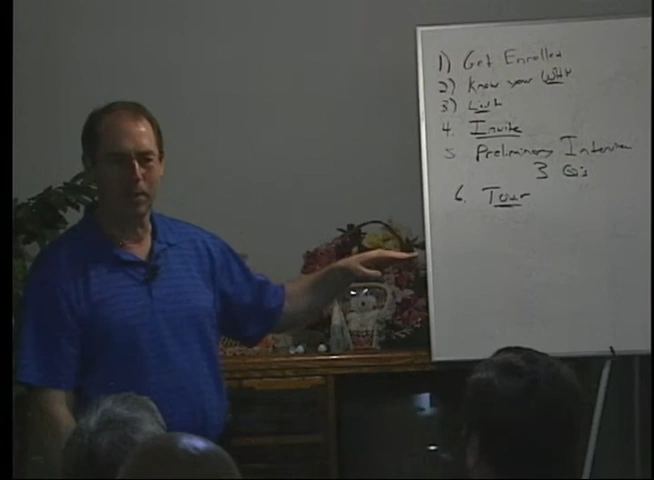 1) Get Enrolled
2) Know your WHY
3) List
4. Invite
5. Preliminary Interview
3 Q's
6. Tour